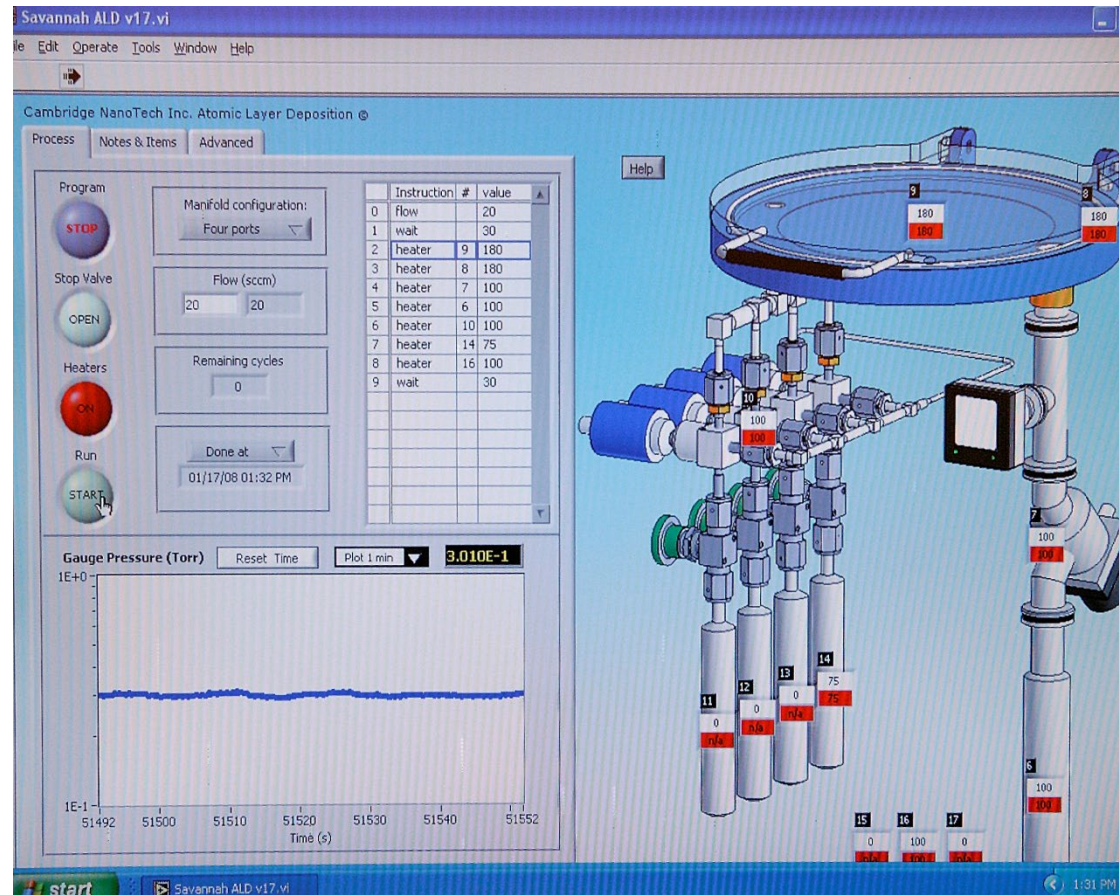 Savannah ALD v17.vi
File Edit Operate Tools Window Help
Cambridge NanoTech Inc. Atomic Layer Deposition ©
Process Notes & Items Advanced
Help
Program
STOP
Stop Valve
OPEN
Heaters
ON
Run
START
Manifold configuration:
Four ports
Flow (sccm)
20 20
Remaining cycles
0
Done at
01/17/08 01:32 PM
Instruction # value
0 flow 20
1 wait 30
2 heater 9 180
3 heater 8 180
4 heater 7 100
5 heater 6 100
6 heater 10 100
7 heater 14 75
8 heater 16 100
9 wait 30
Gauge Pressure (Torr) Reset Time Plot 1 min 3.010E-1
1E+0
1E-1
51492 51500 51510 51520 51530 51540 51552
Time (s)
9
180
180
8
180
180
10
100
100
7
100
100
11
0
n/a
12
0
n/a
13
0
n/a
14
75
75
6
100
100
15 16 17
0 100 0
n/a 100 n/a
start Savannah ALD v17.vi 1:31 PM